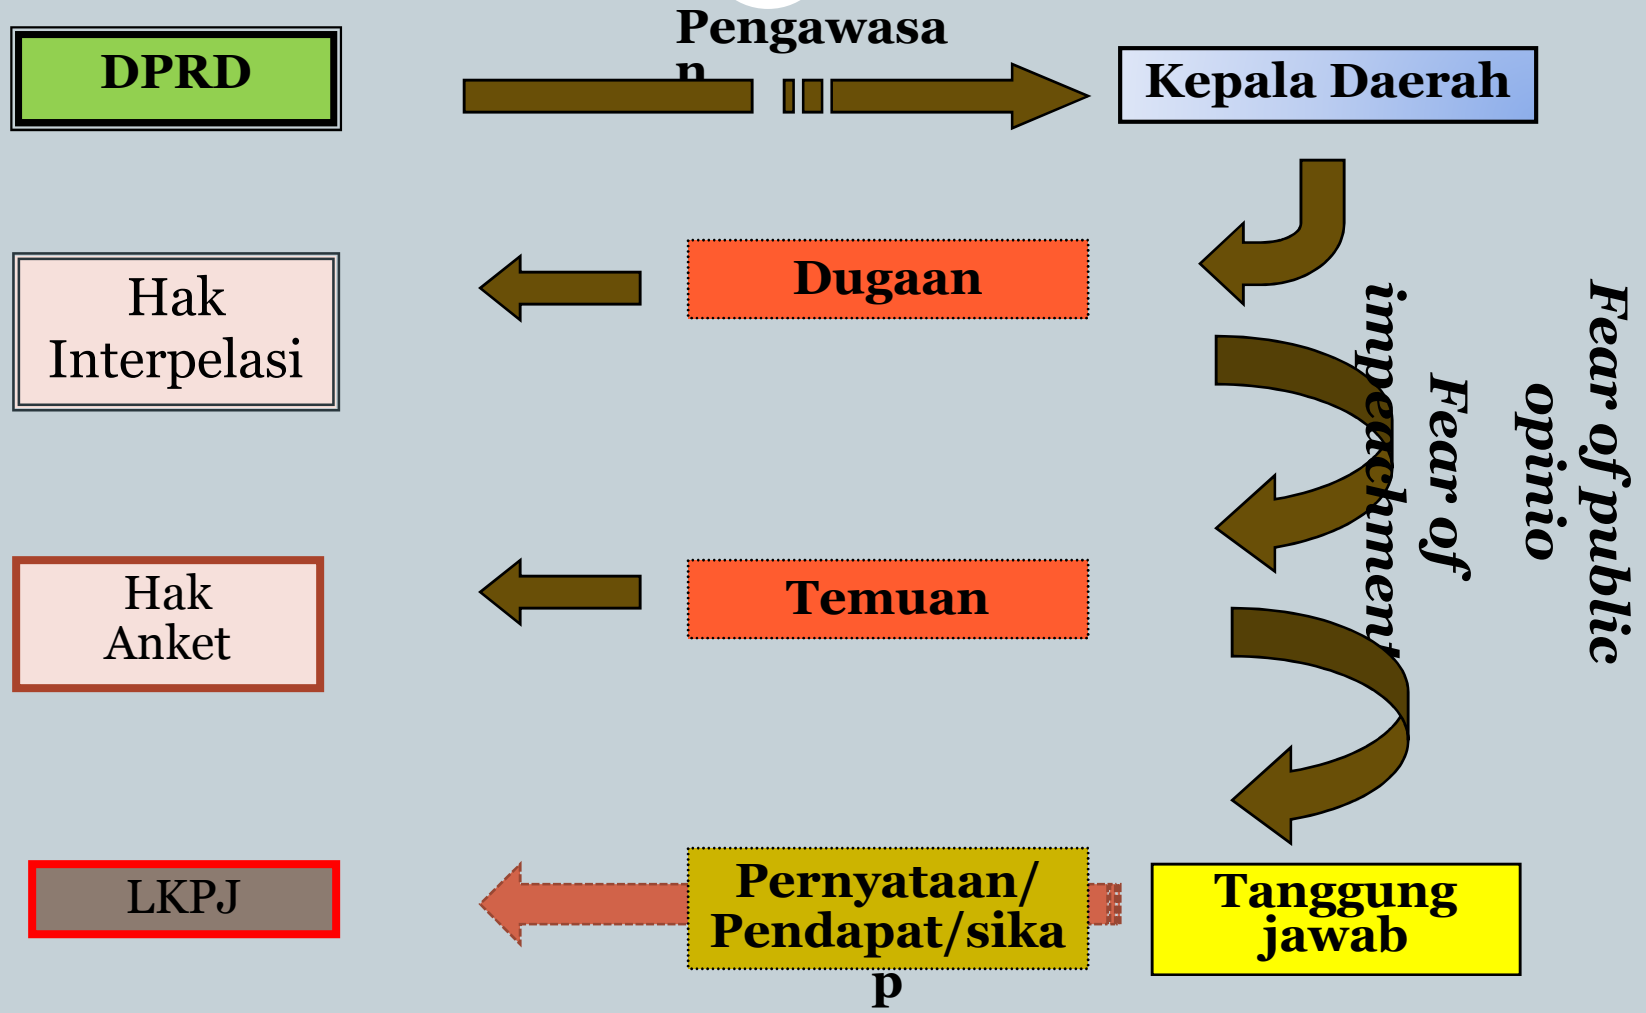 Pengawasa
n
DPRD
Kepala Daerah
Dugaan
Hak
Interpelasi
Fear of public
opinio
Fear of
impeachment
Hak
Anket
Temuan
LKPJ
Pernyataan/
Pendapat/sika
p
Tanggung
jawab